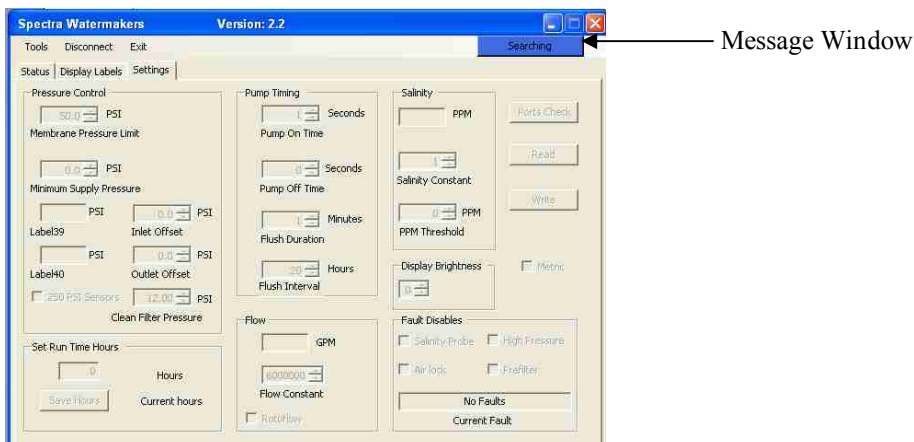 Spectra Watermakers Version: 2.2
Tools Disconnect Exit Searching
Message Window
Status Display Labels Settings
Pressure Control
50.0 PSI
Membrane Pressure Limit
0.0 PSI
Minimum Supply Pressure
PSI 0.0 PSI
Label39 Inlet Offset
PSI 0.0 PSI
Label40 Outlet Offset
250 PSI Sensors 12.00 PSI
Clean Filter Pressure
Set Run Time Hours
0 Hours
Save Hours Current hours
Pump Timing
1 Seconds
Pump On Time
0 Seconds
Pump Off Time
1 Minutes
Flush Duration
20 Hours
Flush Interval
Flow
GPM
6000000
Flow Constant
Rotoflow
Salinity
PPM
1
Salinity Constant
0 PPM
PPM Threshold
Display Brightness
0
Ports Check
Read
Write
Metric
Fault Disables
Salinity Probe High Pressure
Air lock Prefilter
No Faults
Current Fault